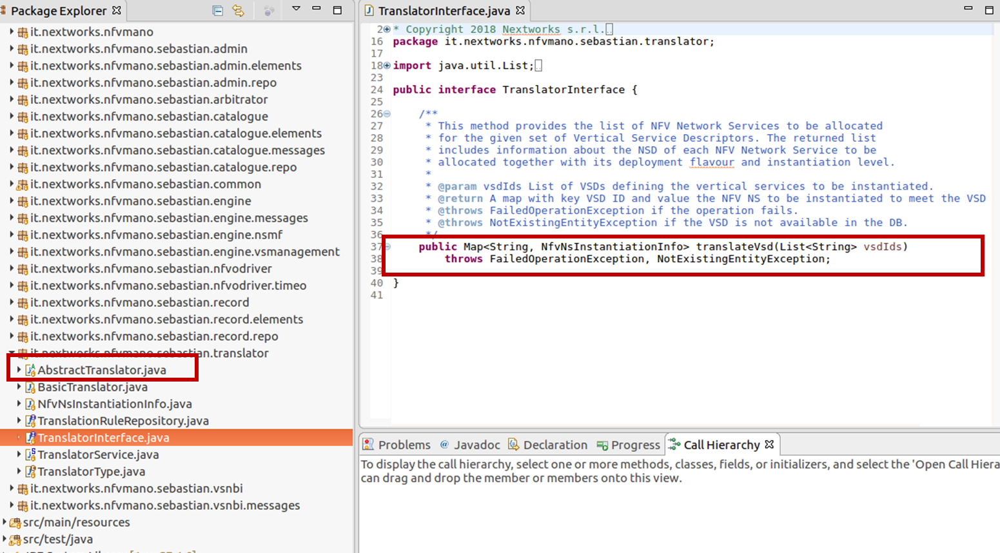 Package Explorer
it.nextworks.nfvmano
it.nextworks.nfvmano.sebastian.admin
it.nextworks.nfvmano.sebastian.admin.elements
it.nextworks.nfvmano.sebastian.admin.repo
it.nextworks.nfvmano.sebastian.arbitrator
it.nextworks.nfvmano.sebastian.catalogue
it.nextworks.nfvmano.sebastian.catalogue.elements
it.nextworks.nfvmano.sebastian.catalogue.messages
it.nextworks.nfvmano.sebastian.catalogue.repo
it.nextworks.nfvmano.sebastian.common
it.nextworks.nfvmano.sebastian.engine
it.nextworks.nfvmano.sebastian.engine.messages
it.nextworks.nfvmano.sebastian.engine.nsmf
it.nextworks.nfvmano.sebastian.engine.vsmanagement
it.nextworks.nfvmano.sebastian.nfvodriver
it.nextworks.nfvmano.sebastian.nfvodriver.timeo
it.nextworks.nfvmano.sebastian.record
it.nextworks.nfvmano.sebastian.record.elements
it.nextworks.nfvmano.sebastian.record.repo
it.nextworks.nfvmano.sebastian.translator
AbstractTranslator.java
BasicTranslator.java
NfvNsInstantiationInfo.java
TranslationRuleRepository.java
TranslatorInterface.java
TranslatorService.java
TranslatorType.java
it.nextworks.nfvmano.sebastian.vsnbi
it.nextworks.nfvmano.sebastian.vsnbi.messages
src/main/resources
src/test/java
TranslatorInterface.java
2 * Copyright 2018 Nextworks s.r.l.
16 package it.nextworks.nfvmano.sebastian.translator;
17
18 import java.util.List;
23
24 public interface TranslatorInterface {
25
26 /**
27 * This method provides the list of NFV Network Services to be allocated
28 * for the given set of Vertical Service Descriptors. The returned list
29 * includes information about the NSD of each NFV Network Service to be
30 * allocated together with its deployment flavour and instantiation level.
31 *
32 * @param vsdIds List of VSDs defining the vertical services to be instantiated.
33 * @return A map with key VSD ID and value the NFV NS to be instantiated to meet the VSD
34 * @throws FailedOperationException if the operation fails.
35 * @throws NotExistingEntityException if the VSD is not available in the DB.
36 */
37 public Map<String, NfvNsInstantiationInfo> translateVsd(List<String> vsdIds)
38 throws FailedOperationException, NotExistingEntityException;
39
40 }
41
Problems @ Javadoc Declaration Progress Call Hierarchy
To display the call hierarchy, select one or more methods, classes, fields, or initializers, and select the 'Open Call Hiera
can drag and drop the member or members onto this view.